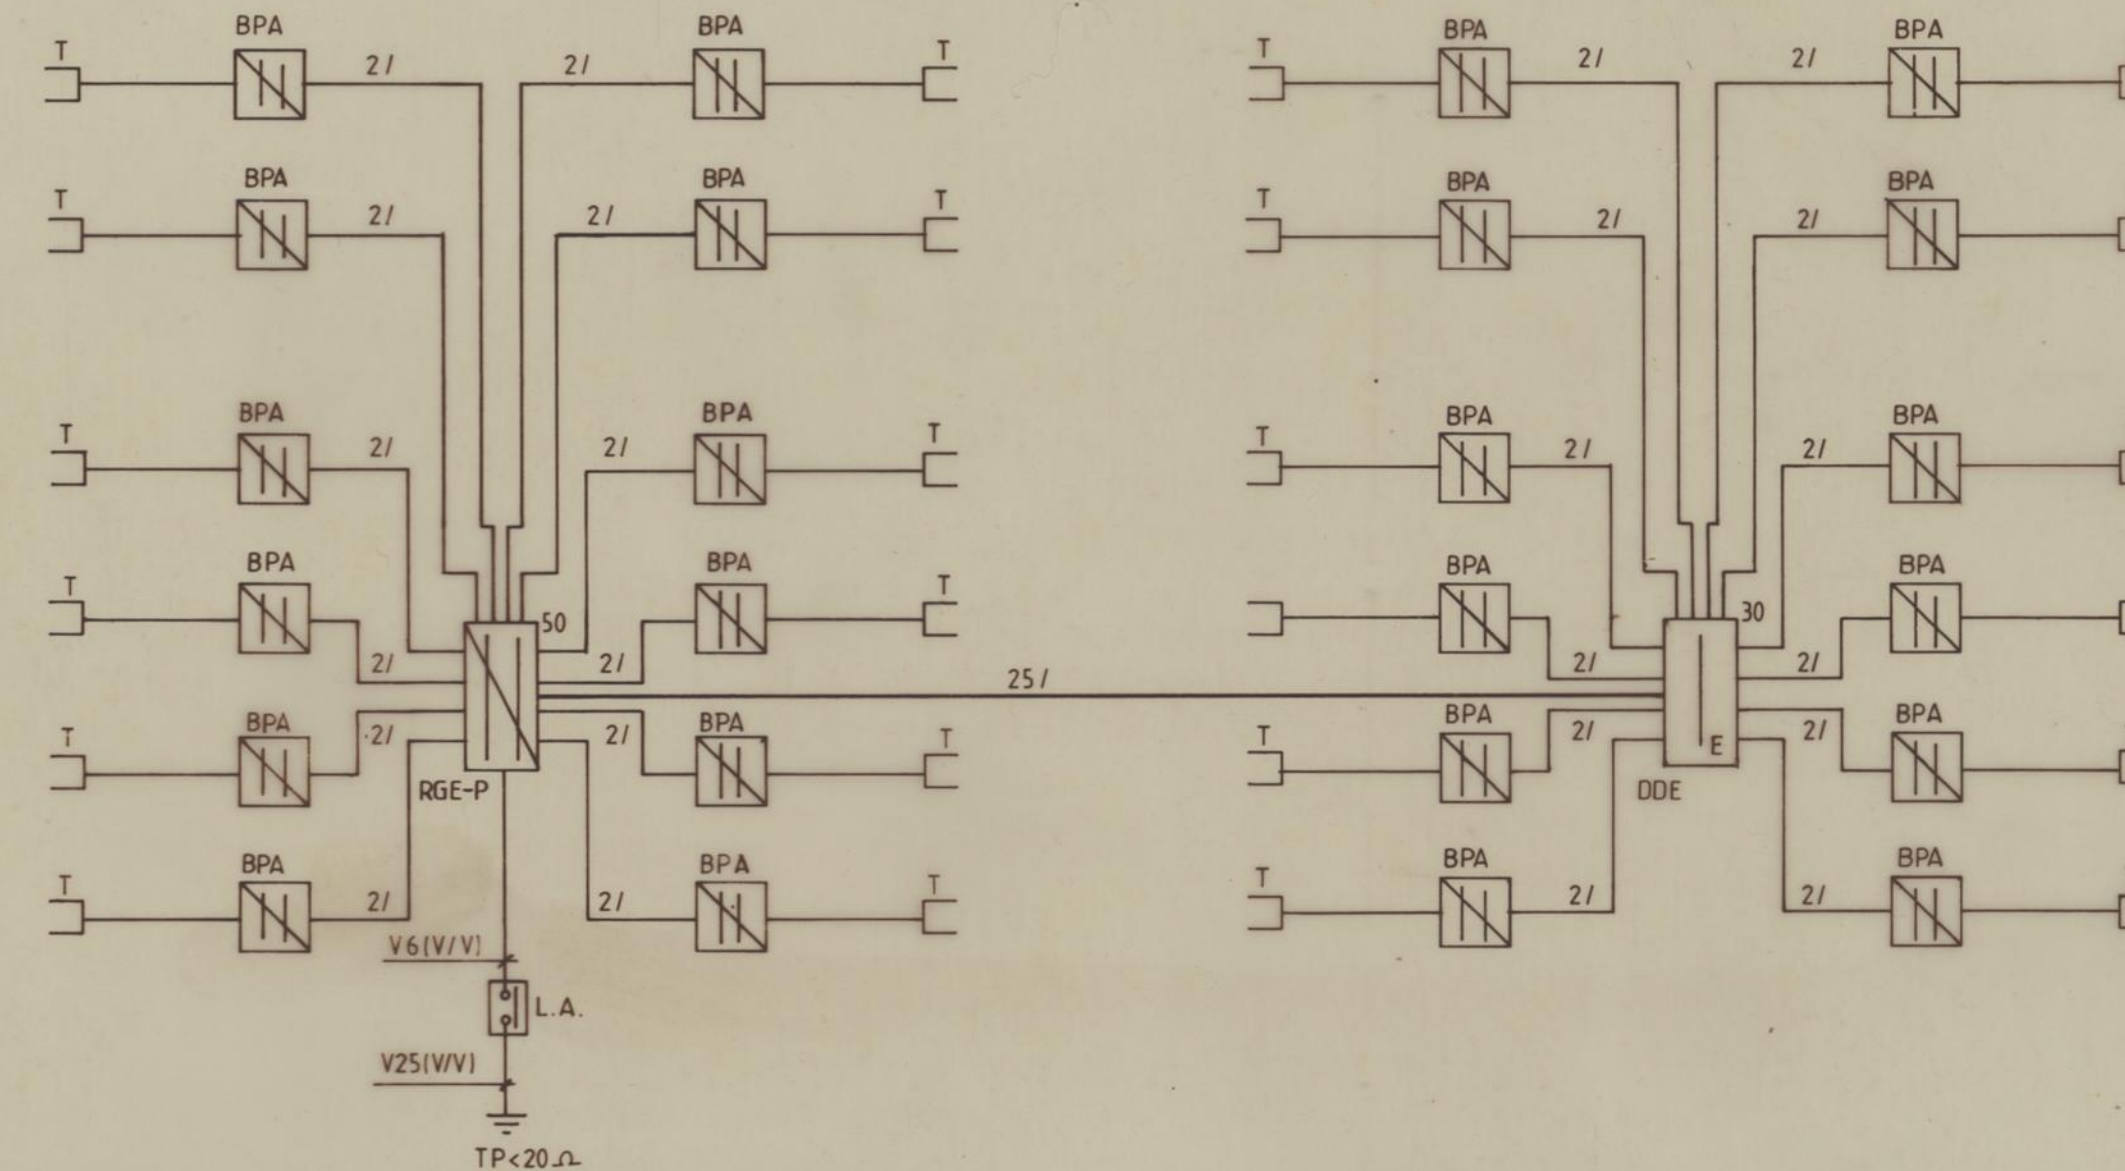 BPA BPA BPA BPA
T 2/ 2/ T T 2/ 2/
BPA BPA BPA BPA
T 2/ 2/ T T 2/ 2/
BPA BPA BPA BPA
T 2/ 2/ T T 2/ 2/
BPA BPA BPA BPA
T T
50 30
2/ 2/ 2/ 2/
25/
BPA BPA BPA BPA
T 2/ 2/ T T 2/ 2/
E
RGE-P DDE
BPA BPA BPA BPA
T 2/ 2/ T T 2/ 2/
V6(V/V)
L.A.
V25(V/V)
TP<20Ω